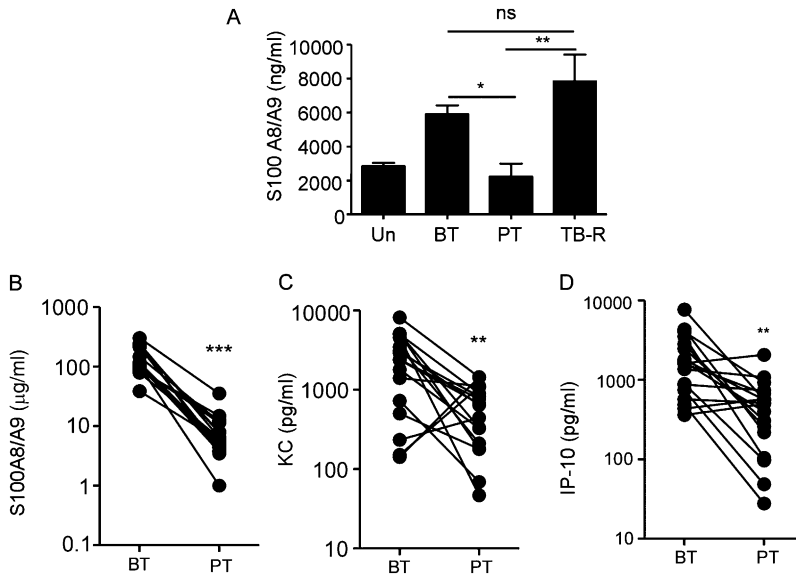 A
ns
**
*
S100 A8/A9 (ng/ml)
10000
8000
6000
4000
2000
0
Un BT PT TB-R
B
S100A8/A9 (µg/ml)
1000
100
10
1
0.1
***
BT PT
C
KC (pg/ml)
10000
1000
100
10
**
BT PT
D
IP-10 (pg/ml)
10000
1000
100
10
**
BT PT